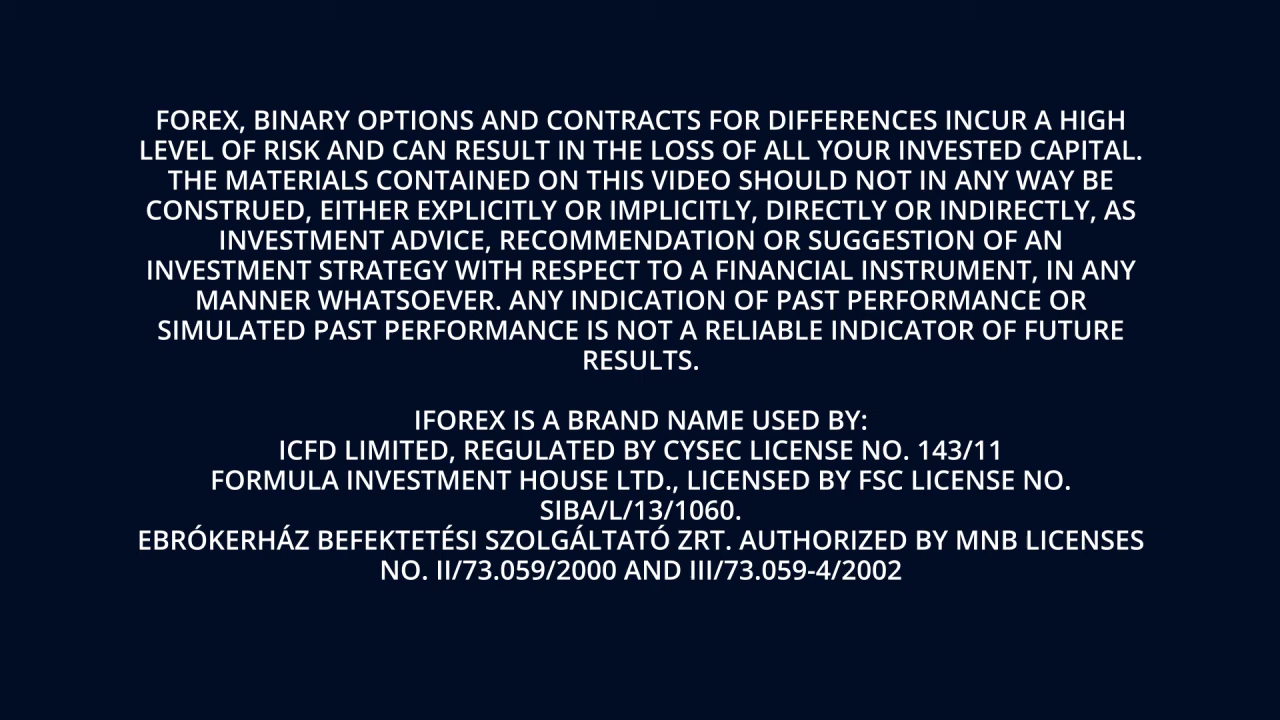 FOREX, BINARY OPTIONS AND CONTRACTS FOR DIFFERENCES INCUR A HIGH
LEVEL OF RISK AND CAN RESULT IN THE LOSS OF ALL YOUR INVESTED CAPITAL.
THE MATERIALS CONTAINED ON THIS VIDEO SHOULD NOT IN ANY WAY BE
CONSTRUED, EITHER EXPLICITLY OR IMPLICITLY, DIRECTLY OR INDIRECTLY, AS
INVESTMENT ADVICE, RECOMMENDATION OR SUGGESTION OF AN
INVESTMENT STRATEGY WITH RESPECT TO A FINANCIAL INSTRUMENT, IN ANY
MANNER WHATSOEVER. ANY INDICATION OF PAST PERFORMANCE OR
SIMULATED PAST PERFORMANCE IS NOT A RELIABLE INDICATOR OF FUTURE
RESULTS.
IFOREX IS A BRAND NAME USED BY:
ICFD LIMITED, REGULATED BY CYSEC LICENSE NO. 143/11
FORMULA INVESTMENT HOUSE LTD., LICENSED BY FSC LICENSE NO.
SIBA/L/13/1060.
EBRÓKERHÁZ BEFEKTETÉSI SZOLGÁLTATÓ ZRT. AUTHORIZED BY MNB LICENSES
NO. II/73.059/2000 AND III/73.059-4/2002